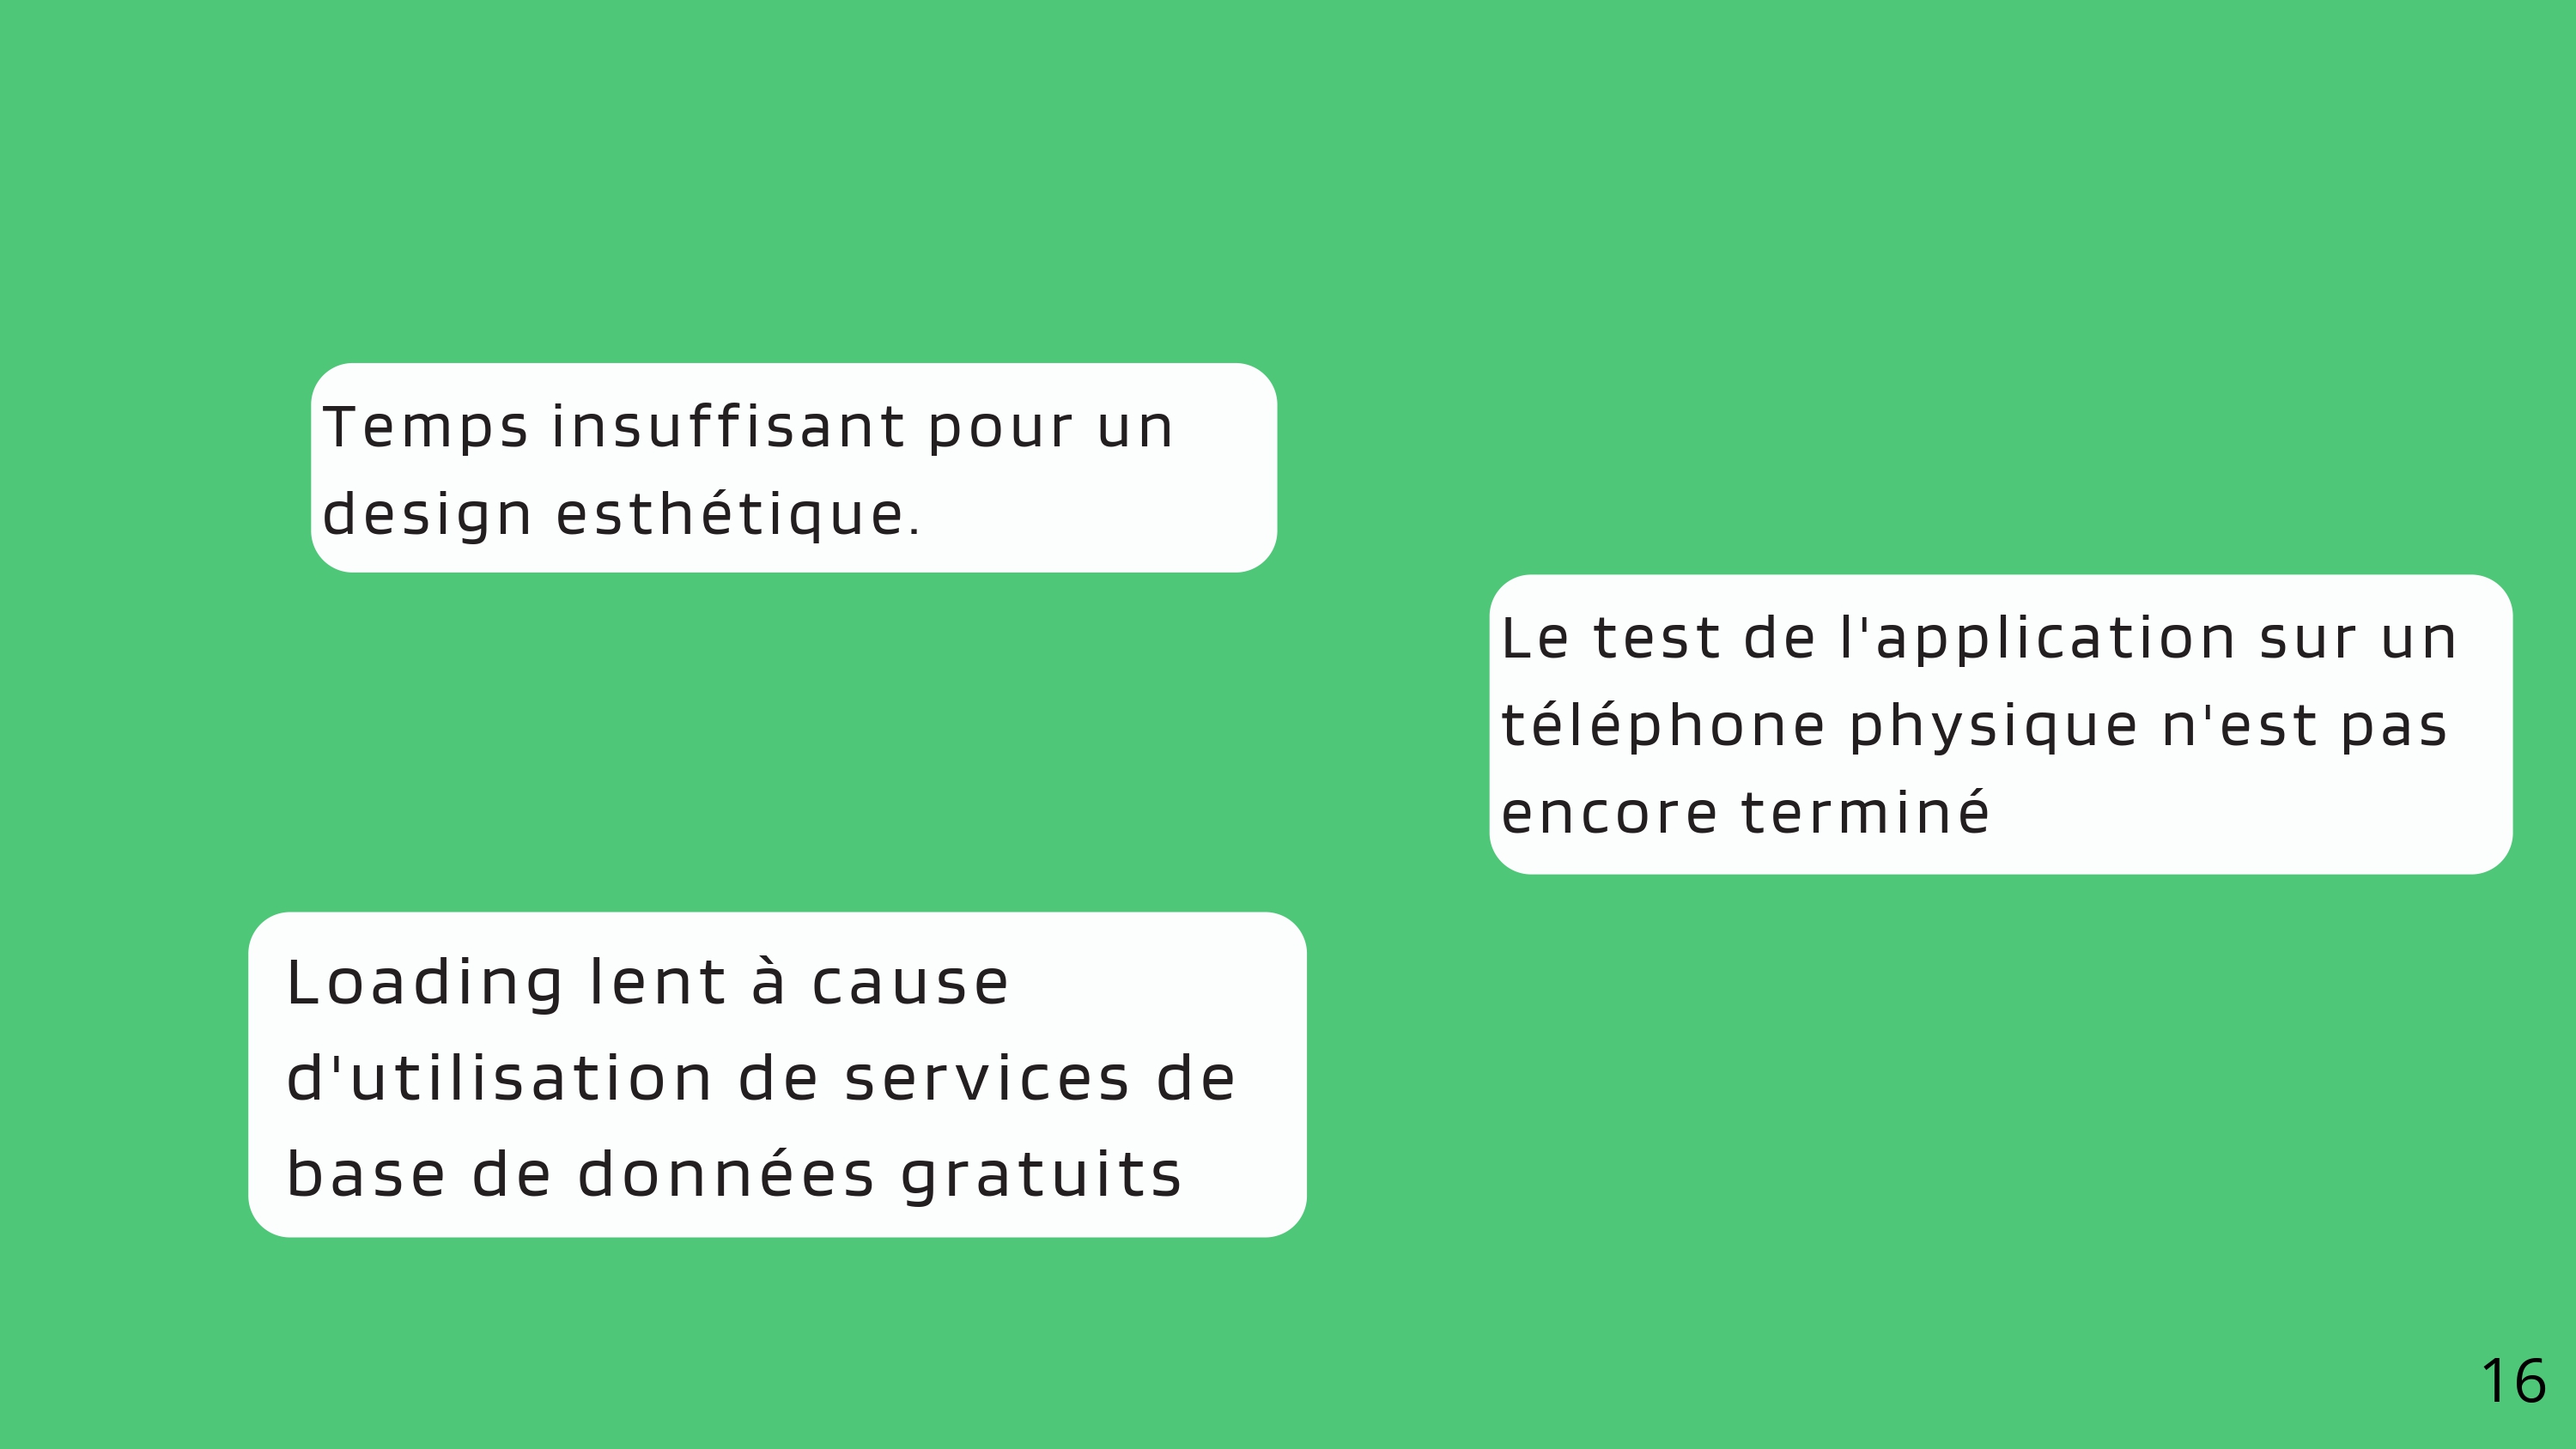 Temps insuffisant pour un
design esthétique.
Le test de l'application sur un
téléphone physique n'est pas
encore terminé
Loading lent à cause
d'utilisation de services de
base de données gratuits
16